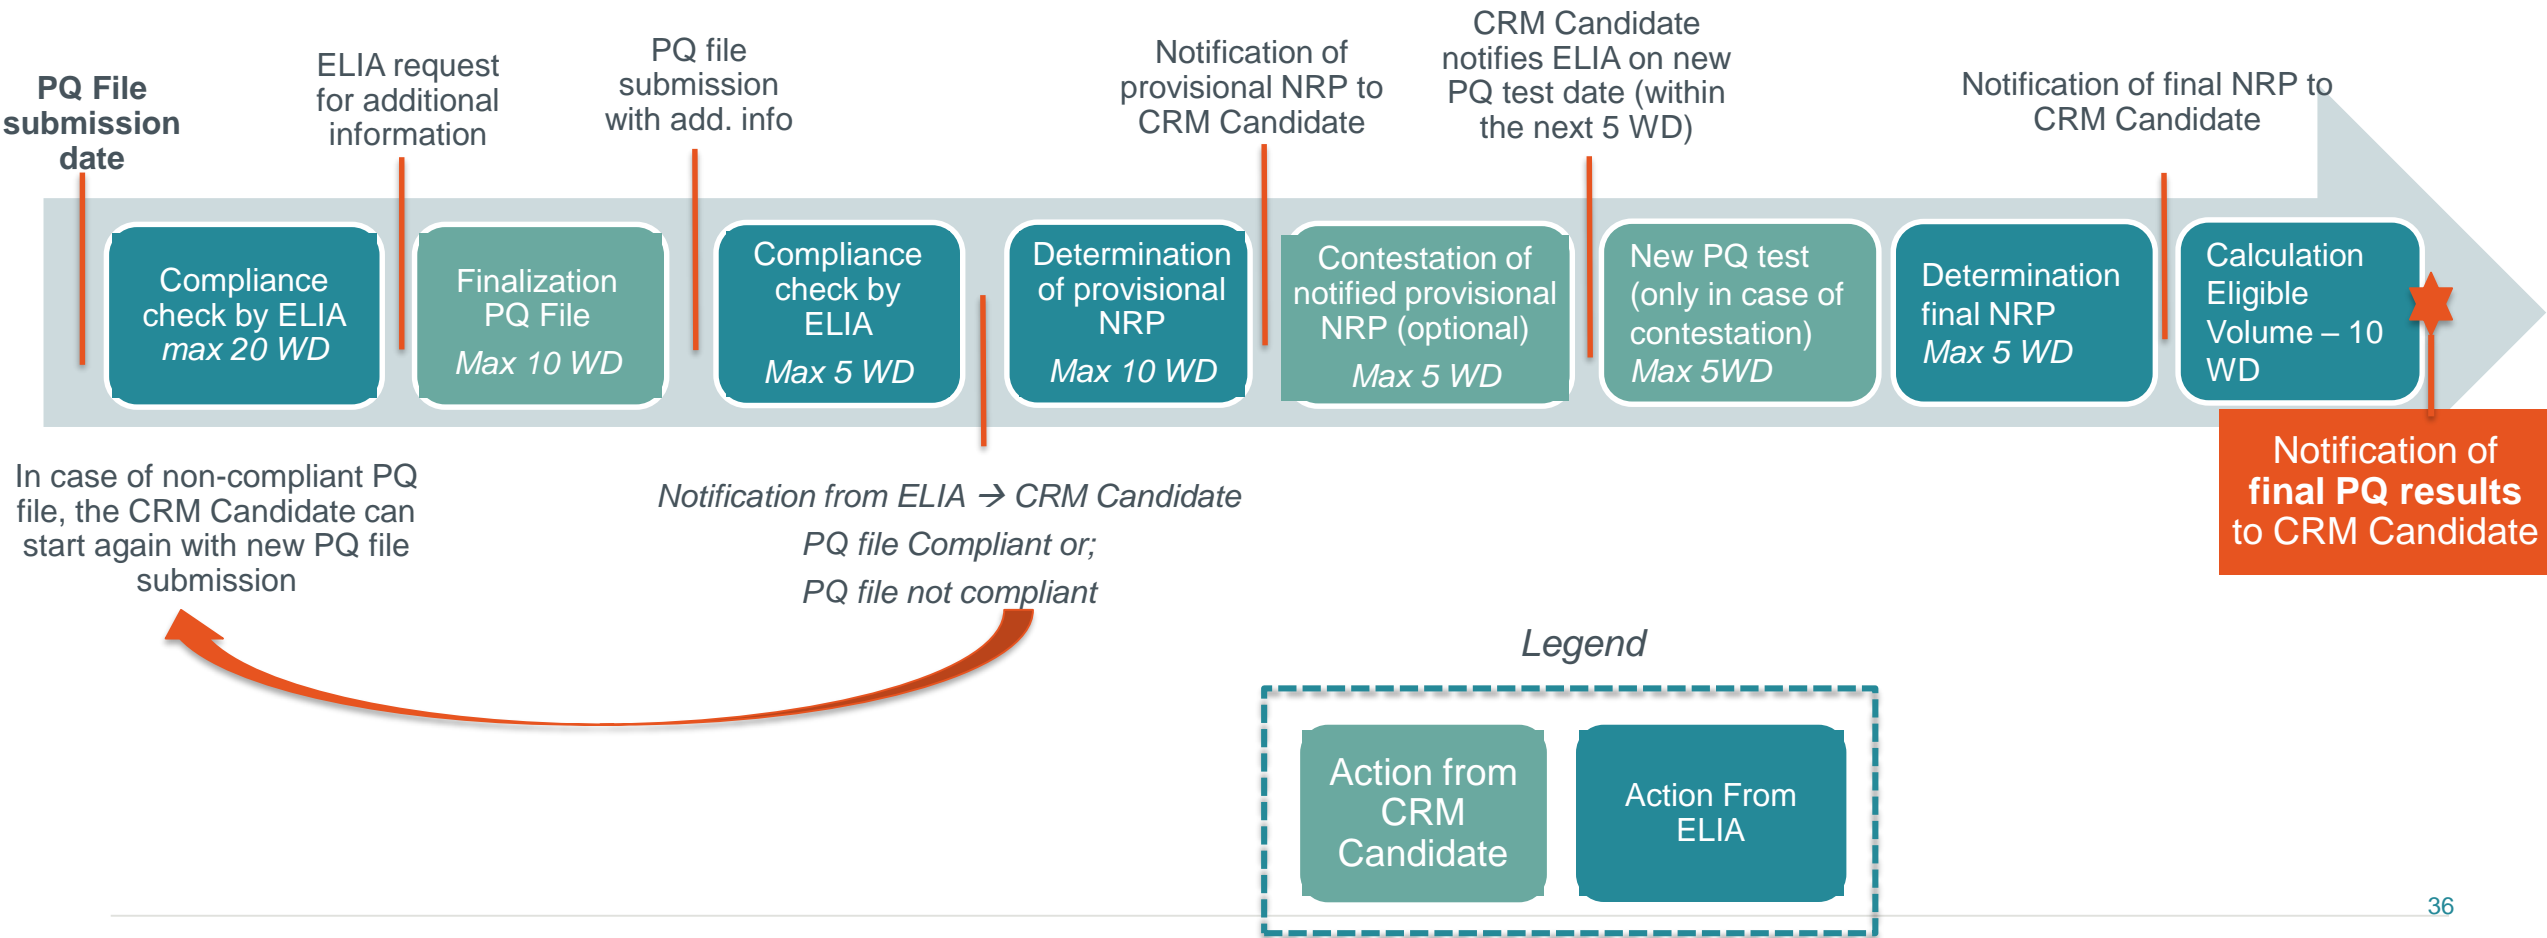 PQ File
submission
date
ELIA request
for additional
information
PQ file
submission
with add. info
Notification of
provisional NRP to
CRM Candidate
CRM Candidate
notifies ELIA on new
PQ test date (within
the next 5 WD)
Notification of final NRP to
CRM Candidate
Compliance
check by ELIA
max 20 WD
Finalization
PQ File
Max 10 WD
Compliance
check by
ELIA
Max 5 WD
Determination
of provisional
NRP
Max 10 WD
Contestation of
notified provisional
NRP (optional)
Max 5 WD
New PQ test
(only in case of
contestation)
Max 5WD
Determination
final NRP
Max 5 WD
Calculation
Eligible
Volume – 10
WD
In case of non-compliant PQ
file, the CRM Candidate can
start again with new PQ file
submission
Notification from ELIA → CRM Candidate
PQ file Compliant or;
PQ file not compliant
Notification of
final PQ results
to CRM Candidate
Legend
Action from
CRM
Candidate
Action From
ELIA
36